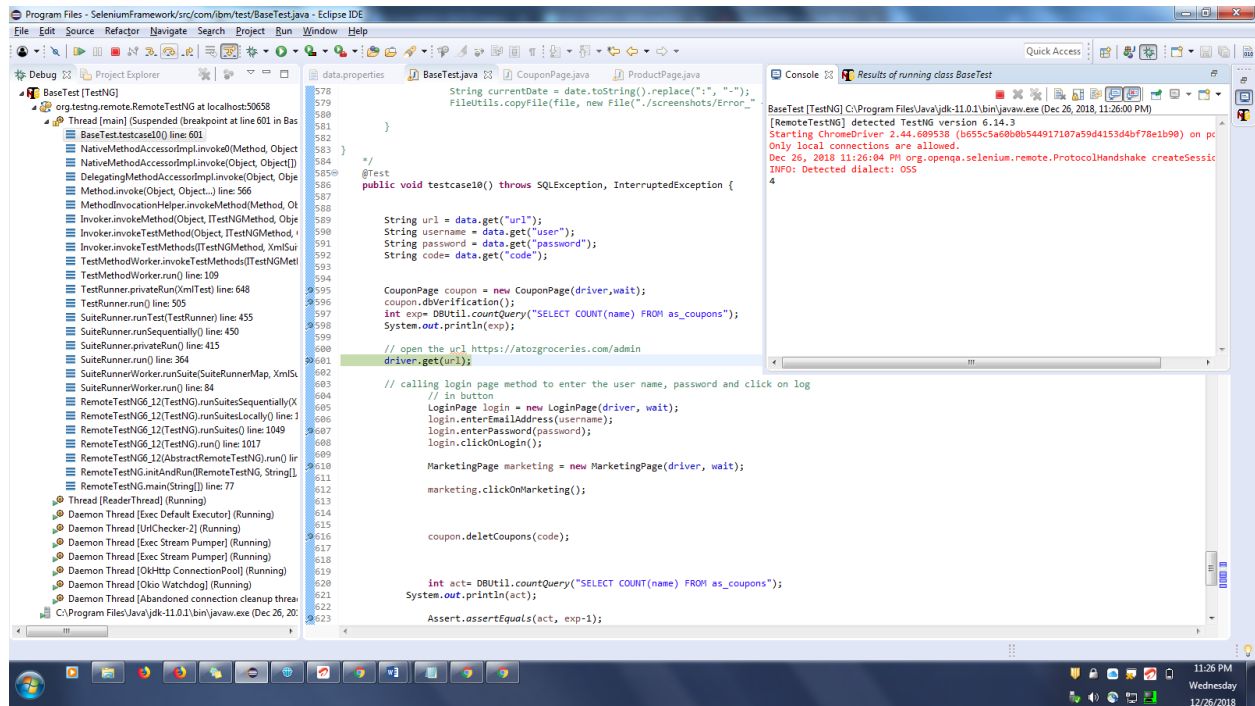 Program Files - SeleniumFramework/src/com/ibm/test/BaseTest.java - Eclipse IDE
File Edit Source Refactor Navigate Search Project Run Window Help
Quick Access
Debug Project Explorer
BaseTest [TestNG]
org.testng.remote.RemoteTestNG at localhost:50658
Thread [main] (Suspended (breakpoint at line 601 in Bas
BaseTest.testcase10() line: 601
NativeMethodAccessorImpl.invoke0(Method, Object
NativeMethodAccessorImpl.invoke(Object, Object[])
DelegatingMethodAccessorImpl.invoke(Object, Obje
Method.invoke(Object, Object...) line: 566
MethodInvocationHelper.invokeMethod(Method, Ob
Invoker.invokeMethod(Object, ITestNGMethod, Obje
Invoker.invokeTestMethod(Object, ITestNGMethod,
Invoker.invokeTestMethods(ITestNGMethod, XmlSui
TestMethodWorker.invokeTestMethods(ITestNGMet
TestMethodWorker.run() line: 109
TestRunner.privateRun(XmlTest) line: 648
TestRunner.run() line: 505
SuiteRunner.runTest(TestRunner) line: 455
SuiteRunner.runSequentially() line: 450
SuiteRunner.privateRun() line: 415
SuiteRunner.run() line: 364
SuiteRunnerWorker.runSuite(SuiteRunnerMap, XmlSu
SuiteRunnerWorker.run() line: 84
RemoteTestNG6_12(TestNG).runSuitesSequentially(X
RemoteTestNG6_12(TestNG).runSuitesLocally() line: 1
RemoteTestNG6_12(TestNG).runSuites() line: 1049
RemoteTestNG6_12(TestNG).run() line: 1017
RemoteTestNG6_12(AbstractRemoteTestNG).run() lin
RemoteTestNG.initAndRun(IRemoteTestNG, String[],
RemoteTestNG.main(String[]) line: 77
Thread [ReaderThread] (Running)
Daemon Thread [Exec Default Executor] (Running)
Daemon Thread [UrlChecker-2] (Running)
Daemon Thread [Exec Stream Pumper] (Running)
Daemon Thread [Exec Stream Pumper] (Running)
Daemon Thread [OkHttp ConnectionPool] (Running)
Daemon Thread [Okio Watchdog] (Running)
Daemon Thread [Abandoned connection cleanup threa
C:\Program Files\Java\jdk-11.0.1\bin\javaw.exe (Dec 26, 20
data.properties BaseTest.java CouponPage.java ProductPage.java
578 String currentDate = date.toString().replace(":", "-");
579 FileUtils.copyFile(file, new File("./screenshots/Error_"
580
581 }
582
583 }
584 */
585 @Test
586 public void testcase10() throws SQLException, InterruptedException {
587
588
589 String url = data.get("url");
590 String username = data.get("user");
591 String password = data.get("password");
592 String code= data.get("code");
593
594
595 CouponPage coupon = new CouponPage(driver,wait);
596 coupon.dbVerification();
597 int exp= DBUtil.countQuery("SELECT COUNT(name) FROM as_coupons");
598 System.out.println(exp);
599
600 // open the url https://atozgroceries.com/admin
601 driver.get(url);
602
603 // calling login page method to enter the user name, password and click on log
604 // in button
605 LoginPage login = new LoginPage(driver, wait);
606 login.enterEmailAddress(username);
607 login.enterPassword(password);
608 login.clickOnLogin();
609
610 MarketingPage marketing = new MarketingPage(driver, wait);
611
612 marketing.clickOnMarketing();
613
614
615
616 coupon.deletCoupons(code);
617
618
619
620 int act= DBUtil.countQuery("SELECT COUNT(name) FROM as_coupons");
621 System.out.println(act);
622
623 Assert.assertEquals(act, exp-1);
Console Results of running class BaseTest
BaseTest [TestNG] C:\Program Files\Java\jdk-11.0.1\bin\javaw.exe (Dec 26, 2018, 11:26:00 PM)
[RemoteTestNG] detected TestNG version 6.14.3
Starting ChromeDriver 2.44.609538 (b655c5a60b0b544917107a59d4153d4bf78e1b90) on po
Only local connections are allowed.
Dec 26, 2018 11:26:04 PM org.openqa.selenium.remote.ProtocolHandshake createSessio
INFO: Detected dialect: OSS
4
11:26 PM
Wednesday
12/26/2018